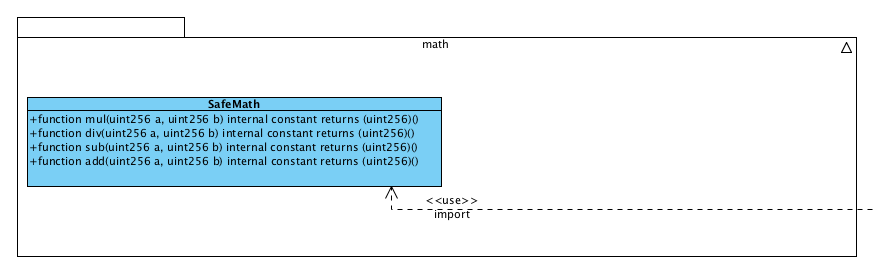 math
SafeMath
+function mul(uint256 a, uint256 b) internal constant returns (uint256)()
+function div(uint256 a, uint256 b) internal constant returns (uint256)()
+function sub(uint256 a, uint256 b) internal constant returns (uint256)()
+function add(uint256 a, uint256 b) internal constant returns (uint256)()
<<use>>
import